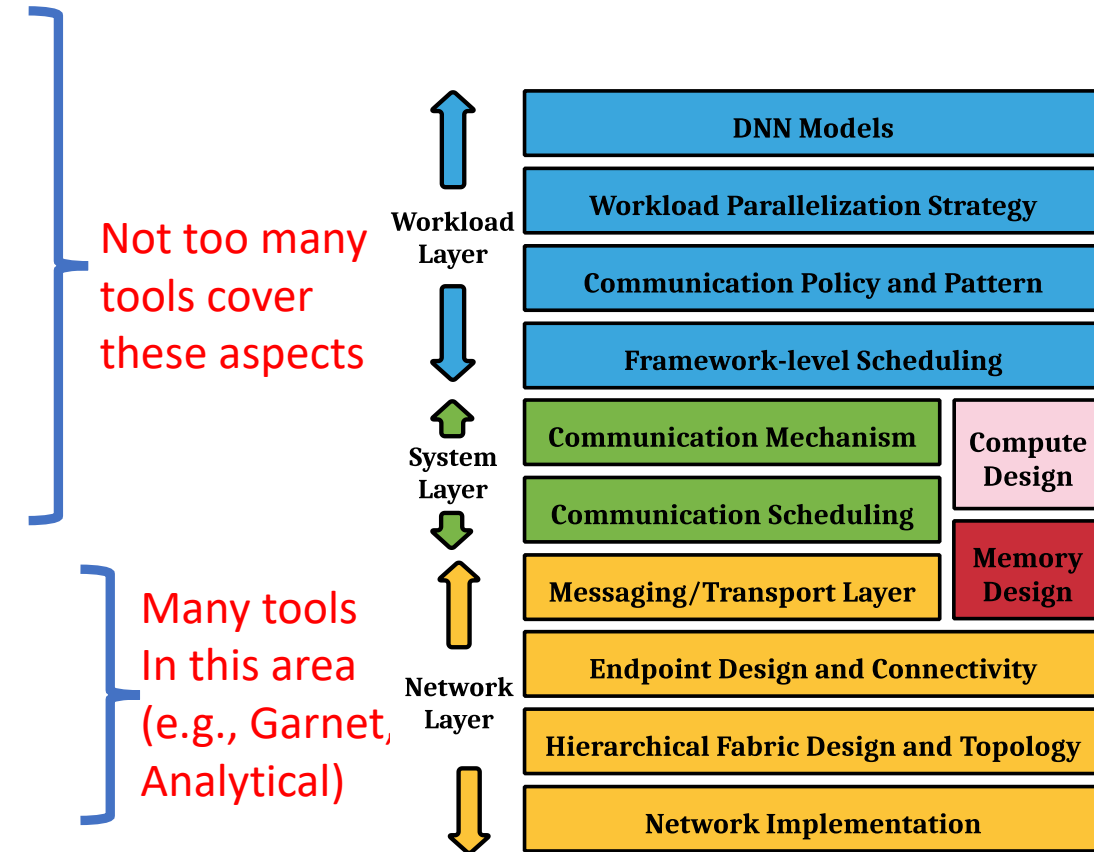 Not too many
tools cover
these aspects
Many tools
In this area
(e.g., Garnet,
Analytical)
Workload
Layer
System
Layer
Network
Layer
DNN Models
Workload Parallelization Strategy
Communication Policy and Pattern
Framework-level Scheduling
Communication Mechanism
Communication Scheduling
Compute
Design
Memory
Design
Messaging/Transport Layer
Endpoint Design and Connectivity
Hierarchical Fabric Design and Topology
Network Implementation